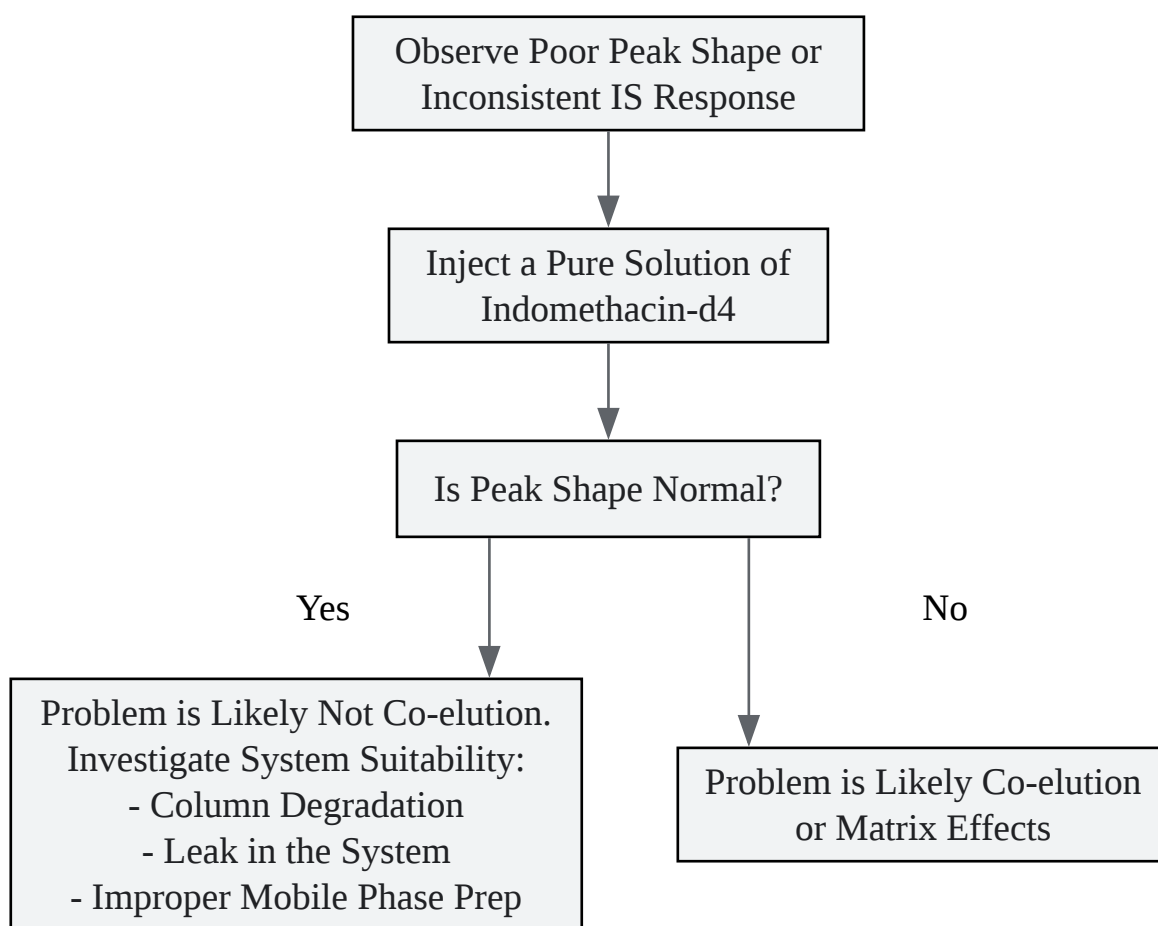 Observe Poor Peak Shape or
Inconsistent IS Response
Inject a Pure Solution of
Indomethacin-d4
Is Peak Shape Normal?
Yes
No
Problem is Likely Not Co-elution.
Investigate System Suitability:
- Column Degradation
- Leak in the System
- Improper Mobile Phase Prep
Problem is Likely Co-elution
or Matrix Effects